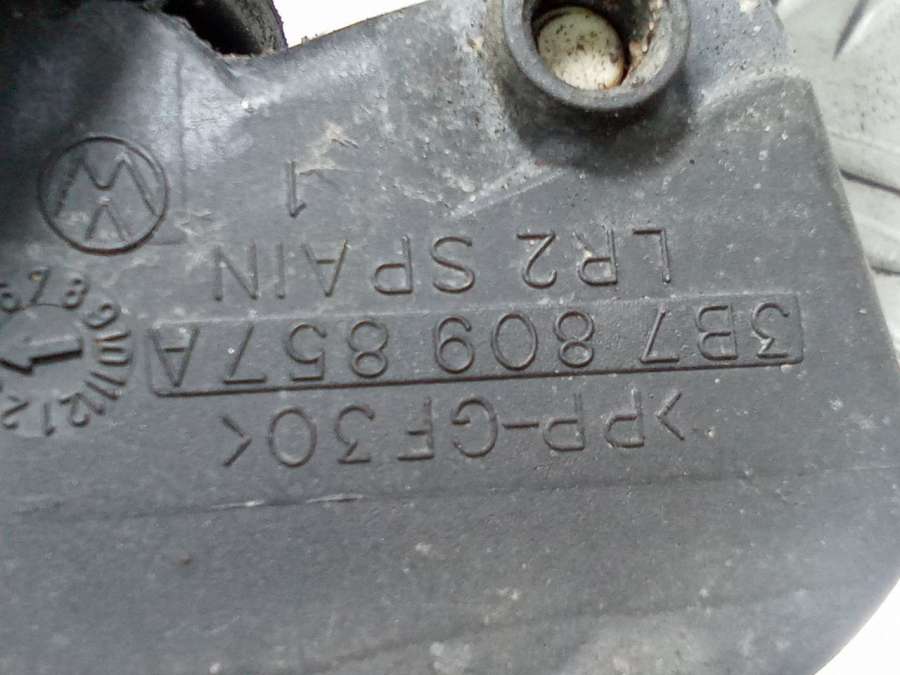 >PP-GF30<
3B7 809 857A
LR2 SPAIN
1